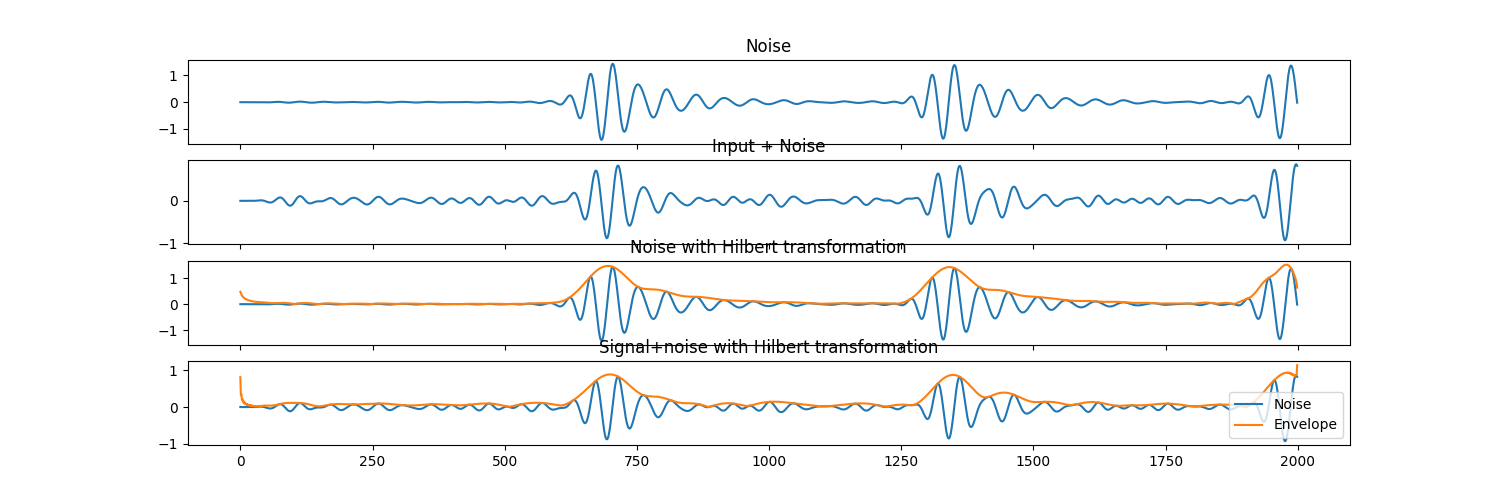 Noise
1
0
−1
Input + Noise
0
−1
Noise with Hilbert transformation
1
0
−1
Signal+noise with Hilbert transformation
1
0
−1
Noise
Envelope
0 250 500 750 1000 1250 1500 1750 2000